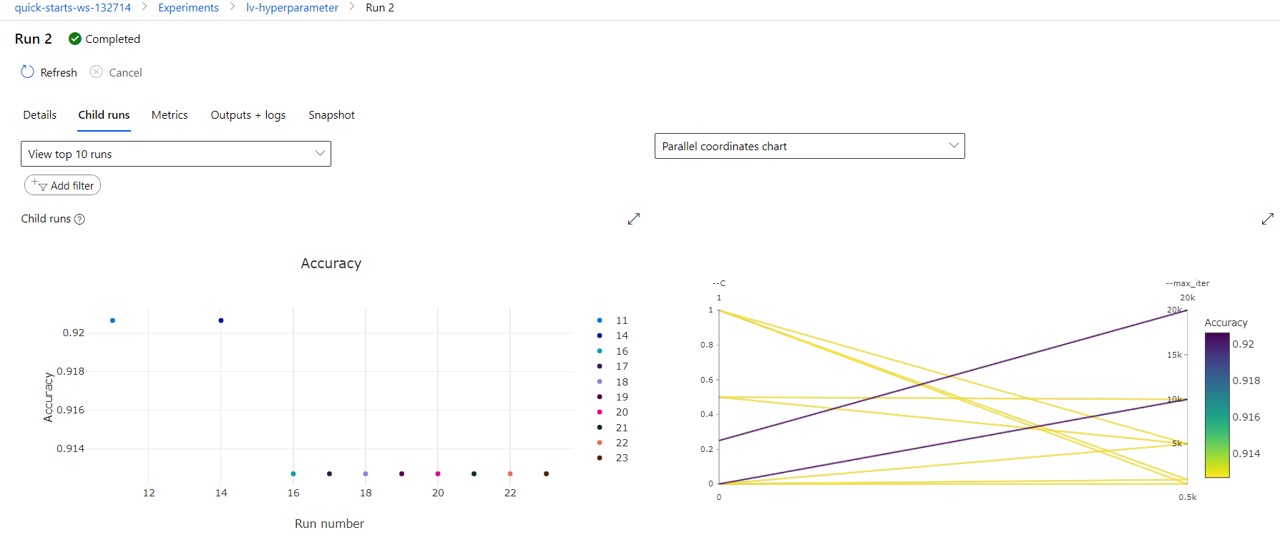 quick-starts-ws-132714 > Experiments > lv-hyperparameter > Run 2
Run 2 Completed
Refresh Cancel
Details Child runs Metrics Outputs + logs Snapshot
View top 10 runs
Parallel coordinates chart
Add filter
Child runs
Accuracy
Accuracy
0.92
0.918
0.916
0.914
12 14 16 18 20 22
Run number
11
14
16
17
18
19
20
21
22
23
--C
1
1
0.8
0.6
0.4
0.2
0
0
--max_iter
20k
20k
15k
10k
5k
0.5k
Accuracy
0.92
0.918
0.916
0.914